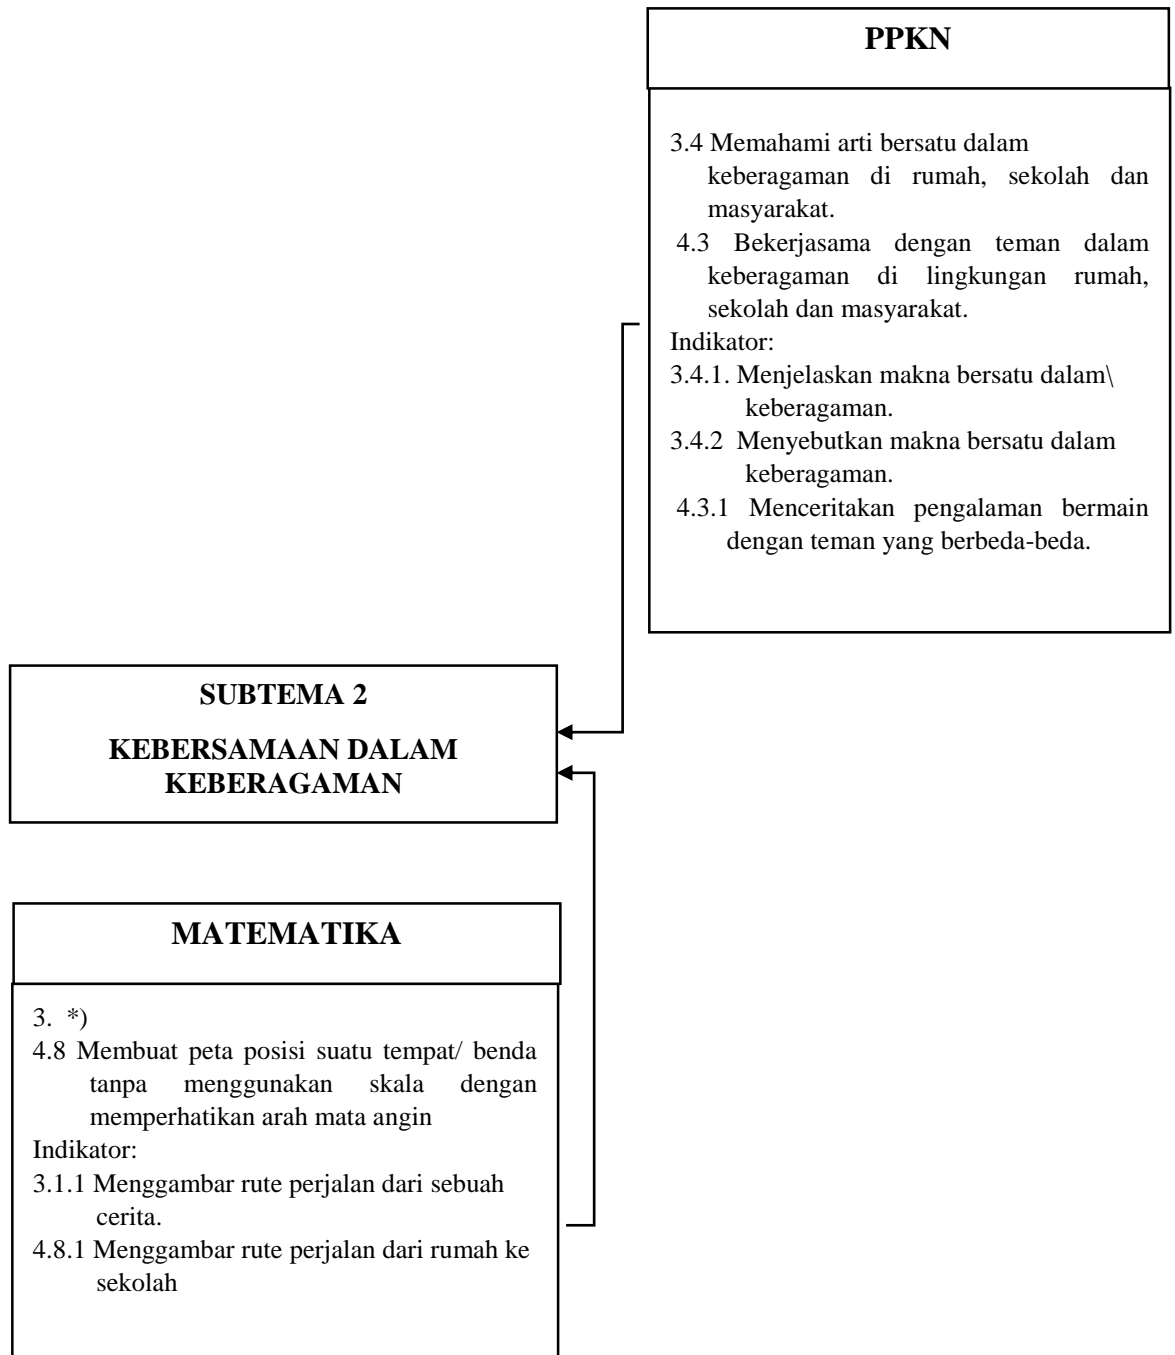 PPKN
3.4 Memahami arti bersatu dalam
keberagaman di rumah, sekolah dan
masyarakat.
4.3 Bekerjasama dengan teman dalam
keberagaman di lingkungan rumah,
sekolah dan masyarakat.
Indikator:
3.4.1. Menjelaskan makna bersatu dalam\
keberagaman.
3.4.2 Menyebutkan makna bersatu dalam
keberagaman.
4.3.1 Menceritakan pengalaman bermain
dengan teman yang berbeda-beda.
SUBTEMA 2
KEBERSAMAAN DALAM
KEBERAGAMAN
MATEMATIKA
3. *)
4.8 Membuat peta posisi suatu tempat/ benda
tanpa menggunakan skala dengan
memperhatikan arah mata angin
Indikator:
3.1.1 Menggambar rute perjalan dari sebuah
cerita.
4.8.1 Menggambar rute perjalan dari rumah ke
sekolah